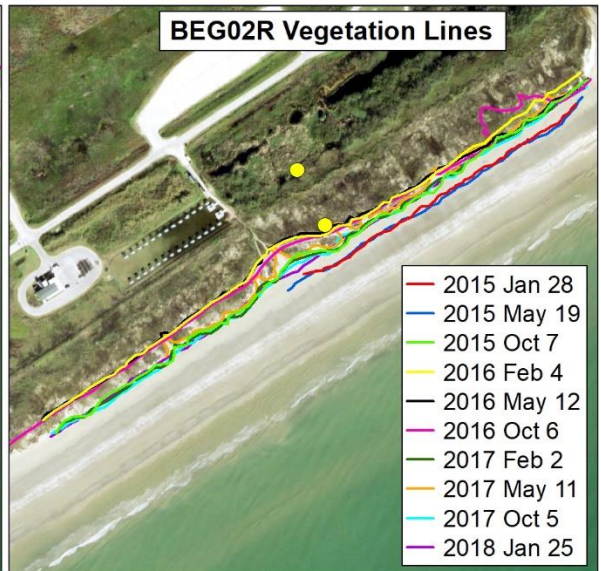 BEG02R Vegetation Lines
2015 Jan 28
2015 May 19
2015 Oct 7
2016 Feb 4
2016 May 12
2016 Oct 6
2017 Feb 2
2017 May 11
2017 Oct 5
2018 Jan 25